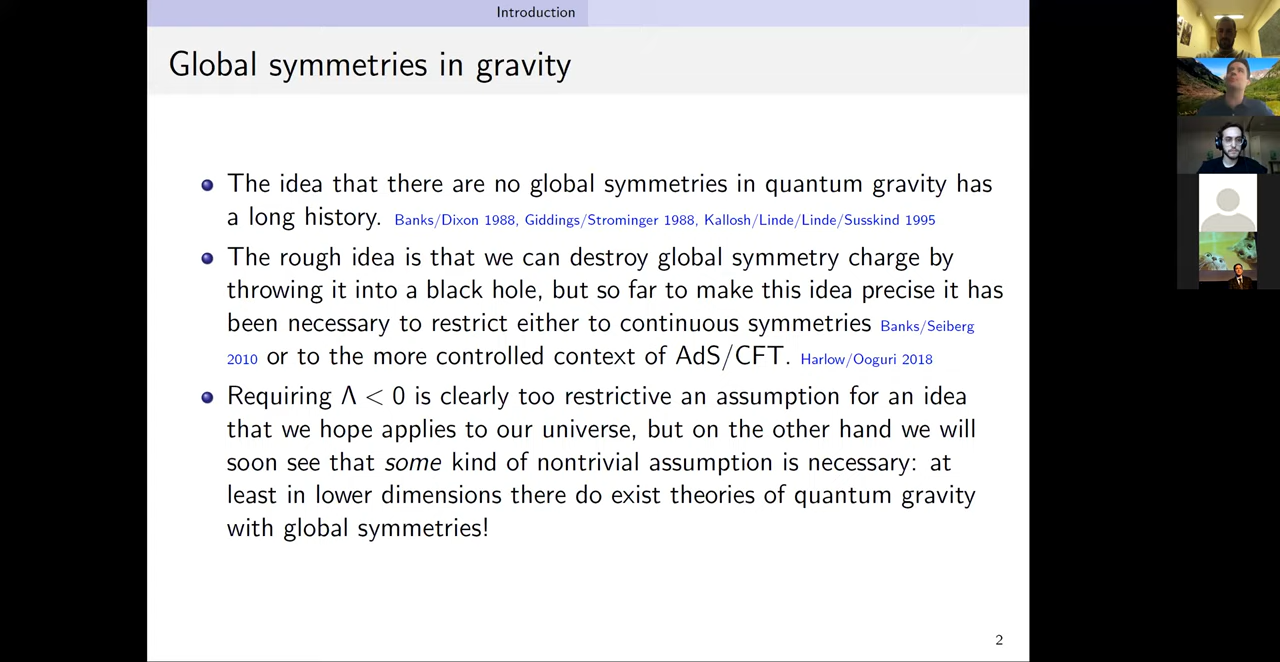 Introduction
Global symmetries in gravity
The idea that there are no global symmetries in quantum gravity has
a long history. Banks/Dixon 1988, Giddings/Strominger 1988, Kallosh/Linde/Linde/Susskind 1995
The rough idea is that we can destroy global symmetry charge by
throwing it into a black hole, but so far to make this idea precise it has
been necessary to restrict either to continuous symmetries Banks/Seiberg
2010 or to the more controlled context of AdS/CFT. Harlow/Ooguri 2018
Requiring Λ < 0 is clearly too restrictive an assumption for an idea
that we hope applies to our universe, but on the other hand we will
soon see that some kind of nontrivial assumption is necessary: at
least in lower dimensions there do exist theories of quantum gravity
with global symmetries!
2